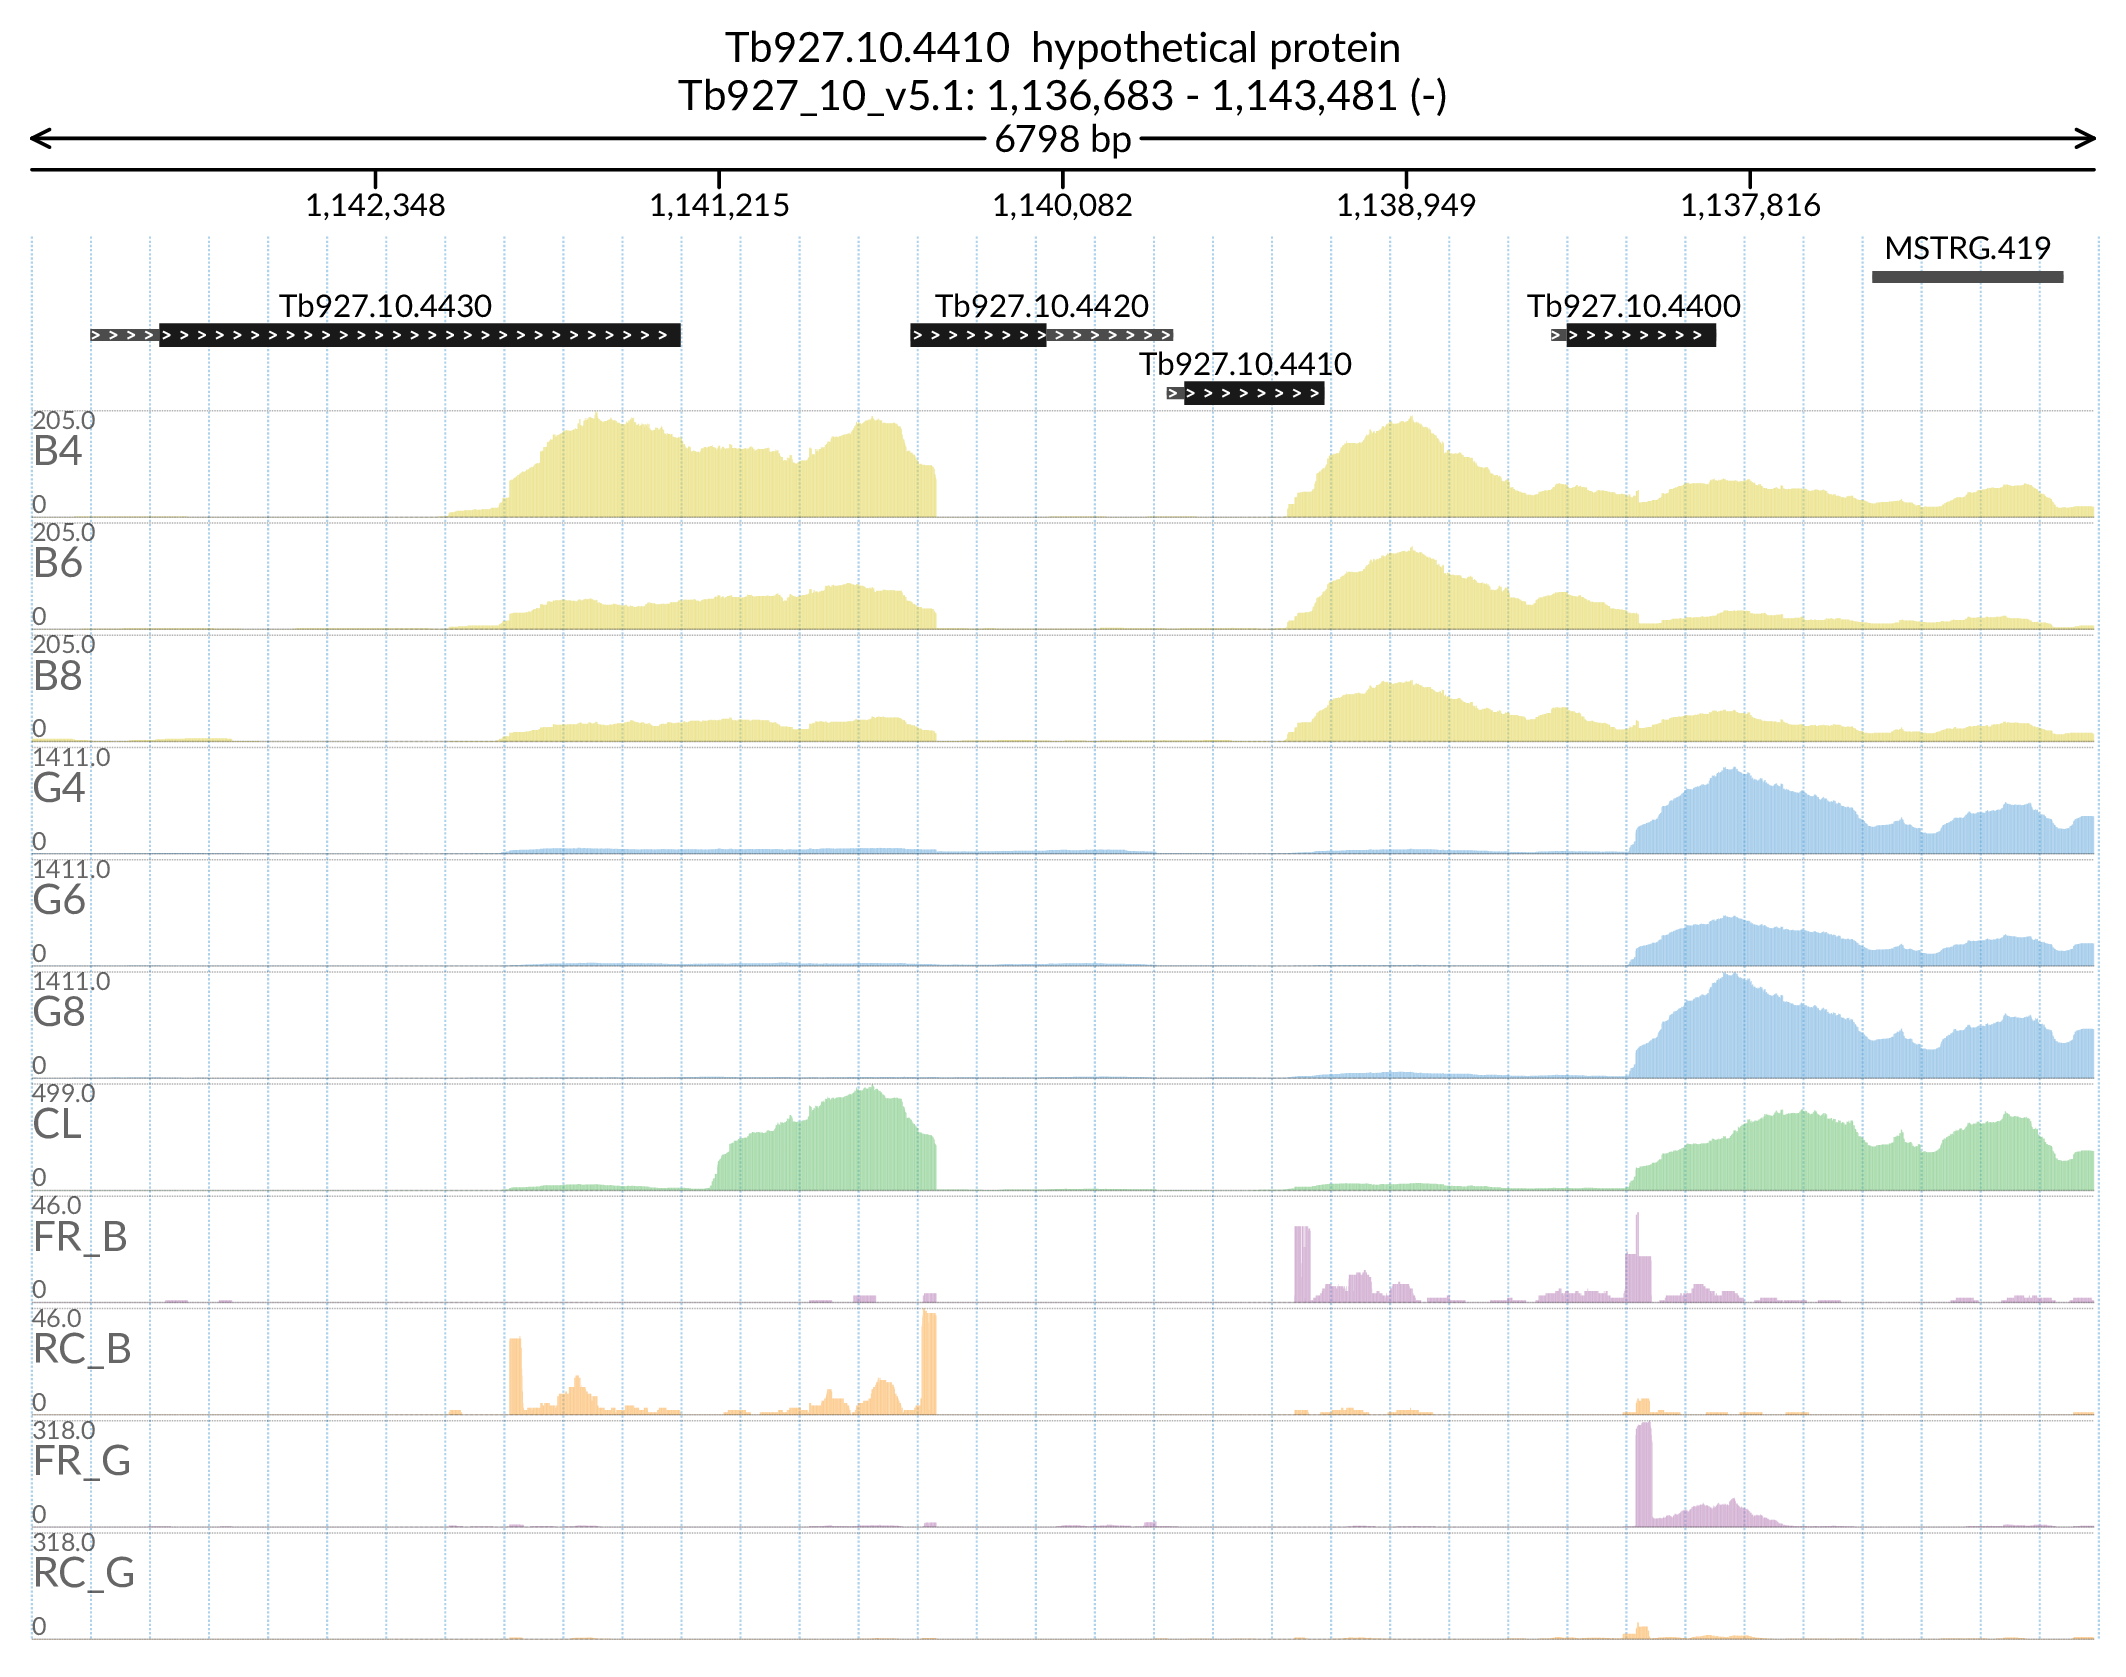 Tb927.10.4410  hypothetical protein
Tb927_10_v5.1: 1,136,683 - 1,143,481 (-)
6798 bp
1,142,348 1,141,215 1,140,082 1,138,949 1,137,816
MSTRG.419
Tb927.10.4430 Tb927.10.4420 Tb927.10.4400
Tb927.10.4410
205.0
B4
0
205.0
B6
0
205.0
B8
0
1411.0
G4
0
1411.0
G6
0
1411.0
G8
0
499.0
CL
0
46.0
FR_B
0
46.0
RC_B
0
318.0
FR_G
0
318.0
RC_G
0